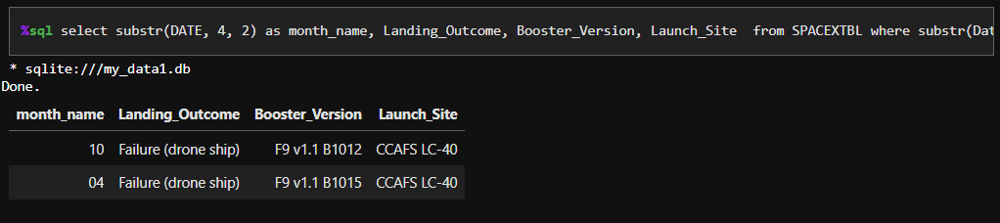 %sql select substr(DATE, 4, 2) as month_name, Landing_Outcome, Booster_Version, Launch_Site  from SPACEXTBL where substr(Dat
* sqlite:///my_data1.db
Done.
month_name Landing_Outcome Booster_Version Launch_Site
10 Failure (drone ship) F9 v1.1 B1012 CCAFS LC-40
04 Failure (drone ship) F9 v1.1 B1015 CCAFS LC-40